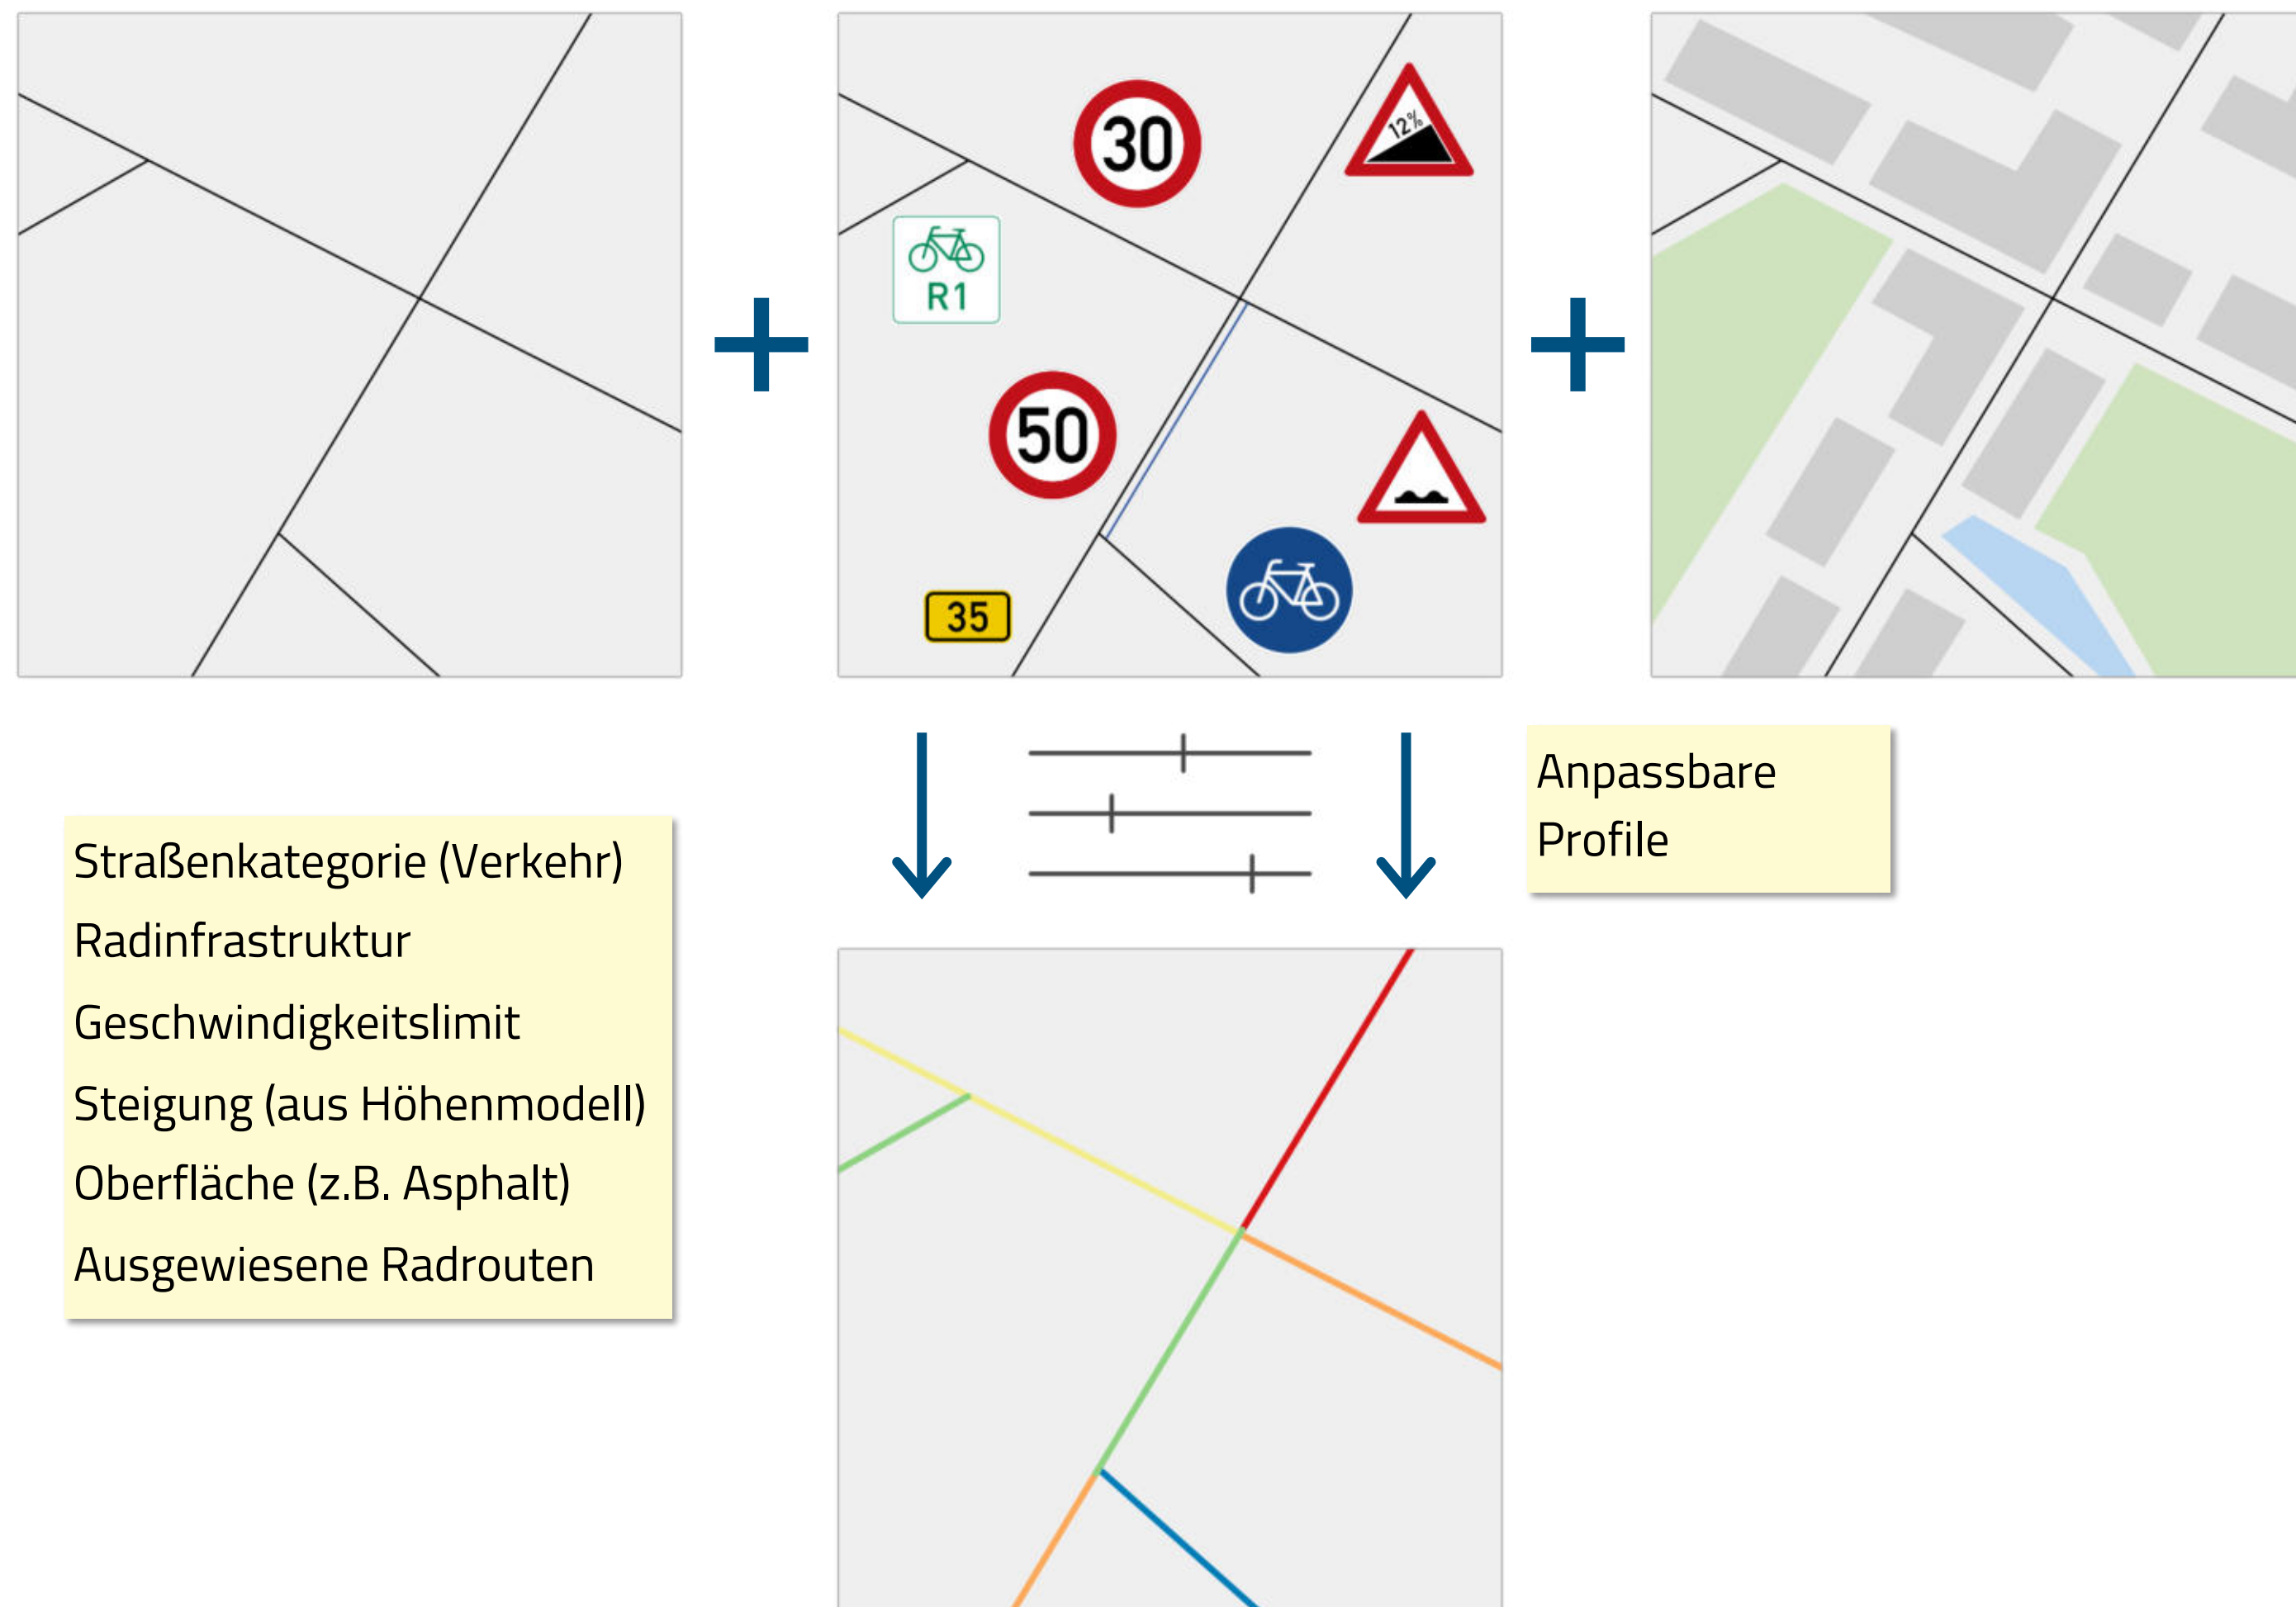 30
12%
R1
50
35
Anpassbare
Profile
Straßenkategorie (Verkehr)
Radinfrastruktur
Geschwindigkeitslimit
Steigung (aus Höhenmodell)
Oberfläche (z.B. Asphalt)
Ausgewiesene Radrouten